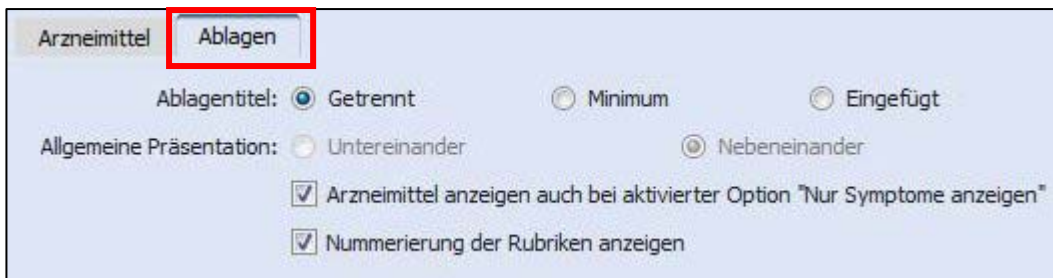 Arzneimittel Ablagen
Ablagentitel: Getrennt Minimum Eingefügt
Allgemeine Präsentation: Untereinander Nebeneinander
Arzneimittel anzeigen auch bei aktivierter Option "Nur Symptome anzeigen"
Nummerierung der Rubriken anzeigen